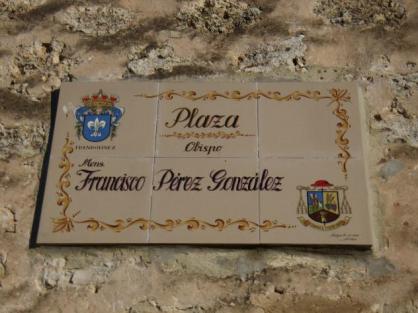 Plaza
Obispo
Mons.
Francisco Pérez González